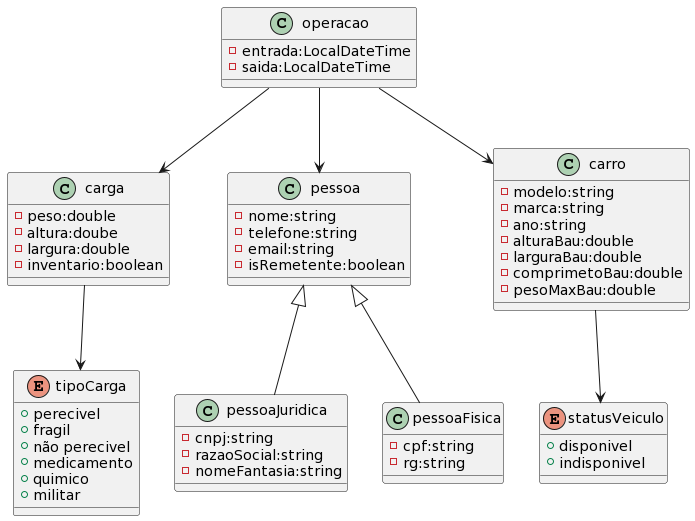 C operacao
entrada:LocalDateTime
saida:LocalDateTime
C carga
peso:double
altura:doube
largura:double
inventario:boolean
C pessoa
nome:string
telefone:string
email:string
isRemetente:boolean
C carro
modelo:string
marca:string
ano:string
alturaBau:double
larguraBau:double
comprimetoBau:double
pesoMaxBau:double
E tipoCarga
perecivel
fragil
não perecivel
medicamento
quimico
militar
C pessoaJuridica
cnpj:string
razaoSocial:string
nomeFantasia:string
C pessoaFisica
cpf:string
rg:string
E statusVeiculo
disponivel
indisponivel